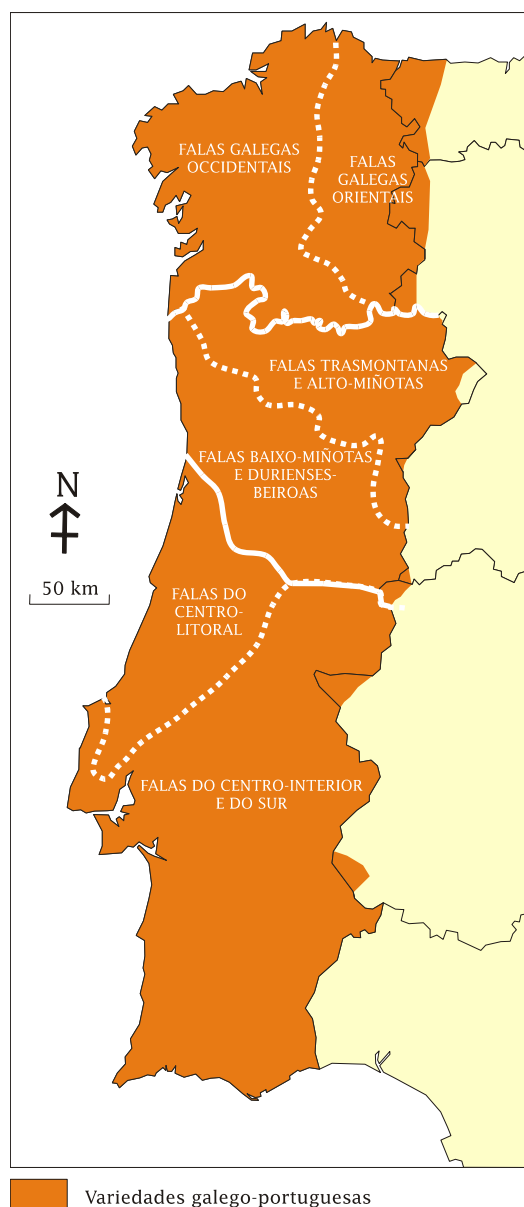 FALAS GALEGAS
OCCIDENTAIS
FALAS
GALEGAS
ORIENTAIS
FALAS TRASMONTANAS
E ALTO-MIÑOTAS
FALAS BAIXO-MIÑOTAS
E DURIENSES-
BEIROAS
N
50 km
FALAS DO
CENTRO-
LITORAL
FALAS DO CENTRO-INTERIOR
E DO SUR
Variedades galego-portuguesas